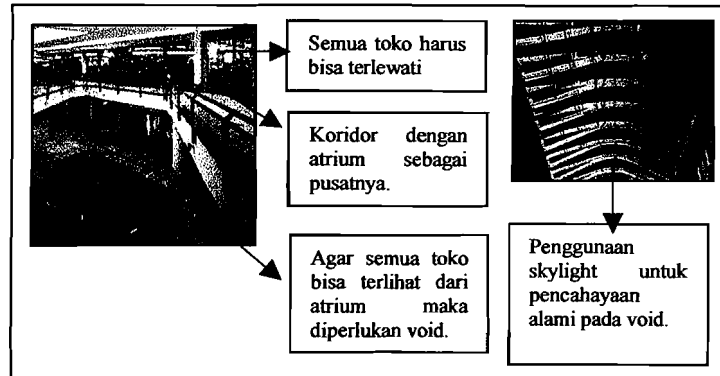 Semua toko harus
bisa terlewati
Koridor dengan
atrium sebagai
pusatnya.
Agar semua toko
bisa terlihat dari
atrium maka
diperlukan void.
Penggunaan
skylight untuk
pencahayaan
alami pada void.